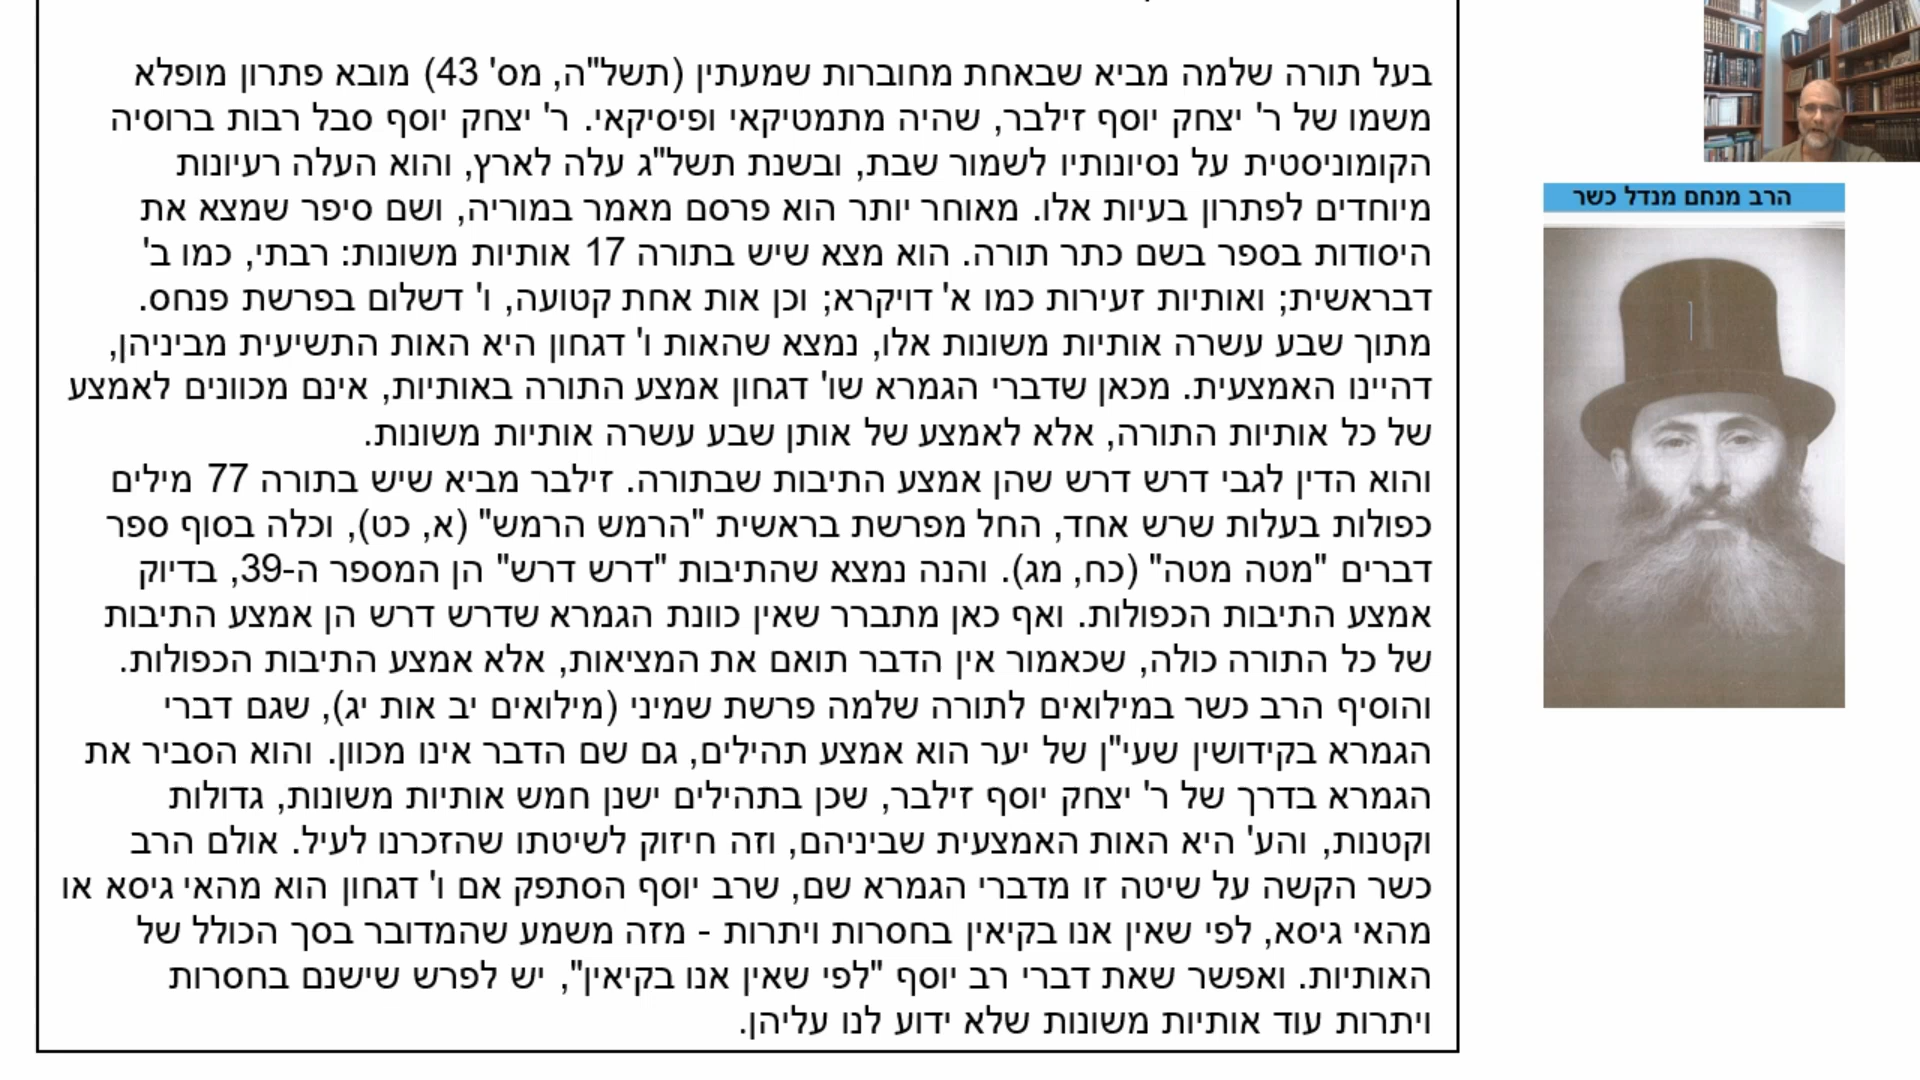 בעל תורה שלמה מביא שבאחת מחוברות שמעתין (תשל"ה, מס' 43) מובא פתרון מופלא
משמו של ר' יצחק יוסף זילבר, שהיה מתמטיקאי ופיסיקאי. ר' יצחק יוסף סבל רבות ברוסיה
הקומוניסטית על נסיונותיו לשמור שבת, ובשנת תשל"ג עלה לארץ, והוא העלה רעיונות
מיוחדים לפתרון בעיות אלו. מאוחר יותר הוא פרסם מאמר במוריה, ושם סיפר שמצא את
היסודות בספר בשם כתר תורה. הוא מצא שיש בתורה 17 אותיות משונות: רבתי, כמו ב'
דבראשית; ואותיות זעירות כמו א' דויקרא; וכן אות אחת קטועה, ו' דשלום בפרשת פנחס.
מתוך שבע עשרה אותיות משונות אלו, נמצא שהאות ו' דגחון היא האות התשיעית מביניהן,
דהיינו האמצעית. מכאן שדברי הגמרא שו' דגחון אמצע התורה באותיות, אינם מכוונים לאמצע
של כל אותיות התורה, אלא לאמצע של אותן שבע עשרה אותיות משונות.
והוא הדין לגבי דרש דרש שהן אמצע התיבות שבתורה. זילבר מביא שיש בתורה 77 מילים
כפולות בעלות שרש אחד, החל מפרשת בראשית "הרמש הרמש" (א, כט), וכלה בסוף ספר
דברים "מטה מטה" (כח, מג). והנה נמצא שהתיבות "דרש דרש" הן המספר ה-39, בדיוק
אמצע התיבות הכפולות. ואף כאן מתברר שאין כוונת הגמרא שדרש דרש הן אמצע התיבות
של כל התורה כולה, שכאמור אין הדבר תואם את המציאות, אלא אמצע התיבות הכפולות.
והוסיף הרב כשר במילואים לתורה שלמה פרשת שמיני (מילואים יב אות יג), שגם דברי
הגמרא בקידושין שעי"ן של יער הוא אמצע תהילים, גם שם הדבר אינו מכוון. והוא הסביר את
הגמרא בדרך של ר' יצחק יוסף זילבר, שכן בתהילים ישנן חמש אותיות משונות, גדולות
וקטנות, והע' היא האות האמצעית שביניהם, וזה חיזוק לשיטתו שהזכרנו לעיל. אולם הרב
כשר הקשה על שיטה זו מדברי הגמרא שם, שרב יוסף הסתפק אם ו' דגחון הוא מהאי גיסא או
מהאי גיסא, לפי שאין אנו בקיאין בחסרות ויתרות - מזה משמע שהמדובר בסך הכולל של
האותיות. ואפשר שאת דברי רב יוסף "לפי שאין אנו בקיאין", יש לפרש שישנם בחסרות
ויתרות עוד אותיות משונות שלא ידוע לנו עליהן.
הרב מנחם מנדל כשר